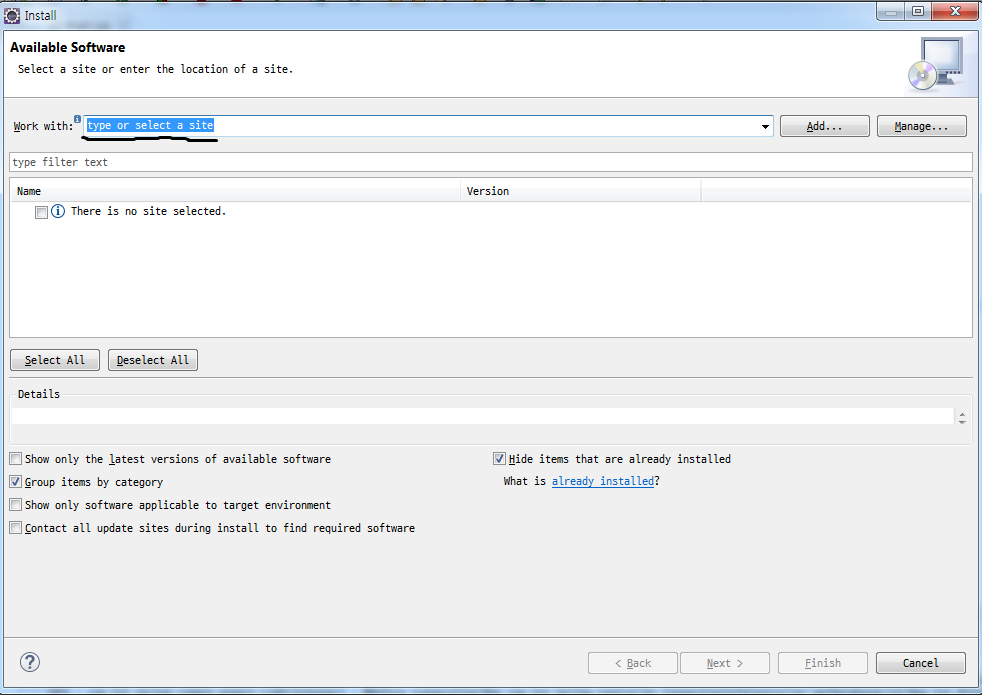 Install
Available Software
Select a site or enter the location of a site.
Work with: type or select a site Add... Manage...
type filter text
Name Version
There is no site selected.
Select All Deselect All
Details
Show only the latest versions of available software Hide items that are already installed
Group items by category What is already installed?
Show only software applicable to target environment
Contact all update sites during install to find required software
? < Back Next > Finish Cancel